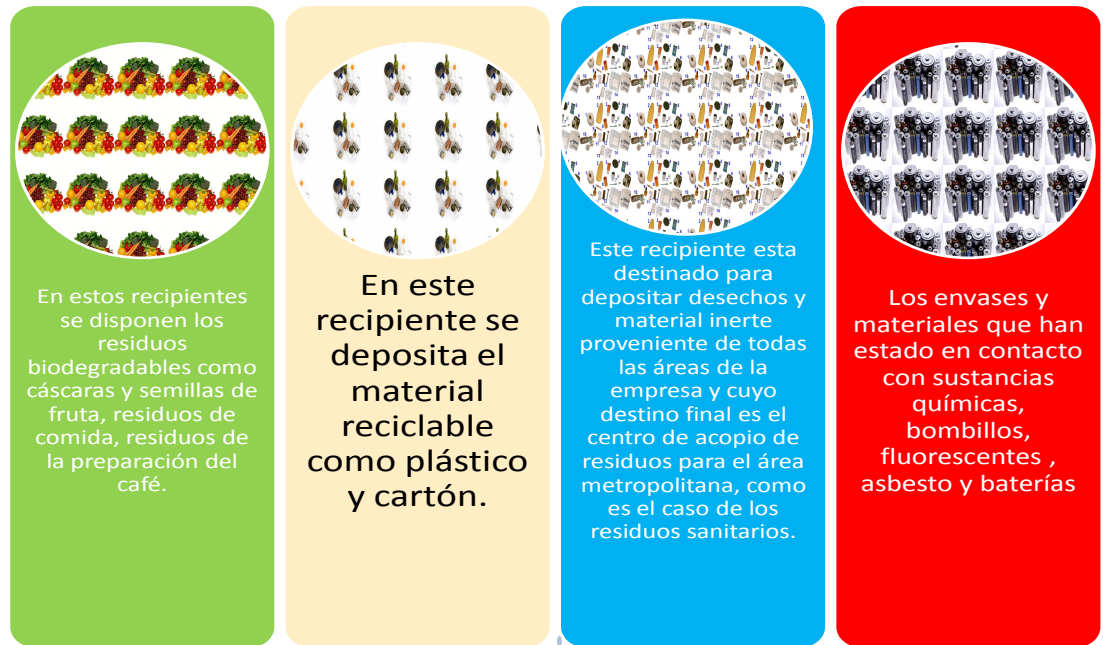 En estos recipientes
se disponen los
residuos
biodegradables como
cáscaras y semillas de
fruta, residuos de
comida, residuos de
la preparación del
café.
En este
recipiente se
deposita el
material
reciclable
como plástico
y cartón.
Este recipiente esta
destinado para
depositar desechos y
material inerte
proveniente de todas
las áreas de la
empresa y cuyo
destino final es el
centro de acopio de
residuos para el área
metropolitana, como
es el caso de los
residuos sanitarios.
Los envases y
materiales que han
estado en contacto
con sustancias
químicas,
bombillos,
fluorescentes ,
asbesto y baterías